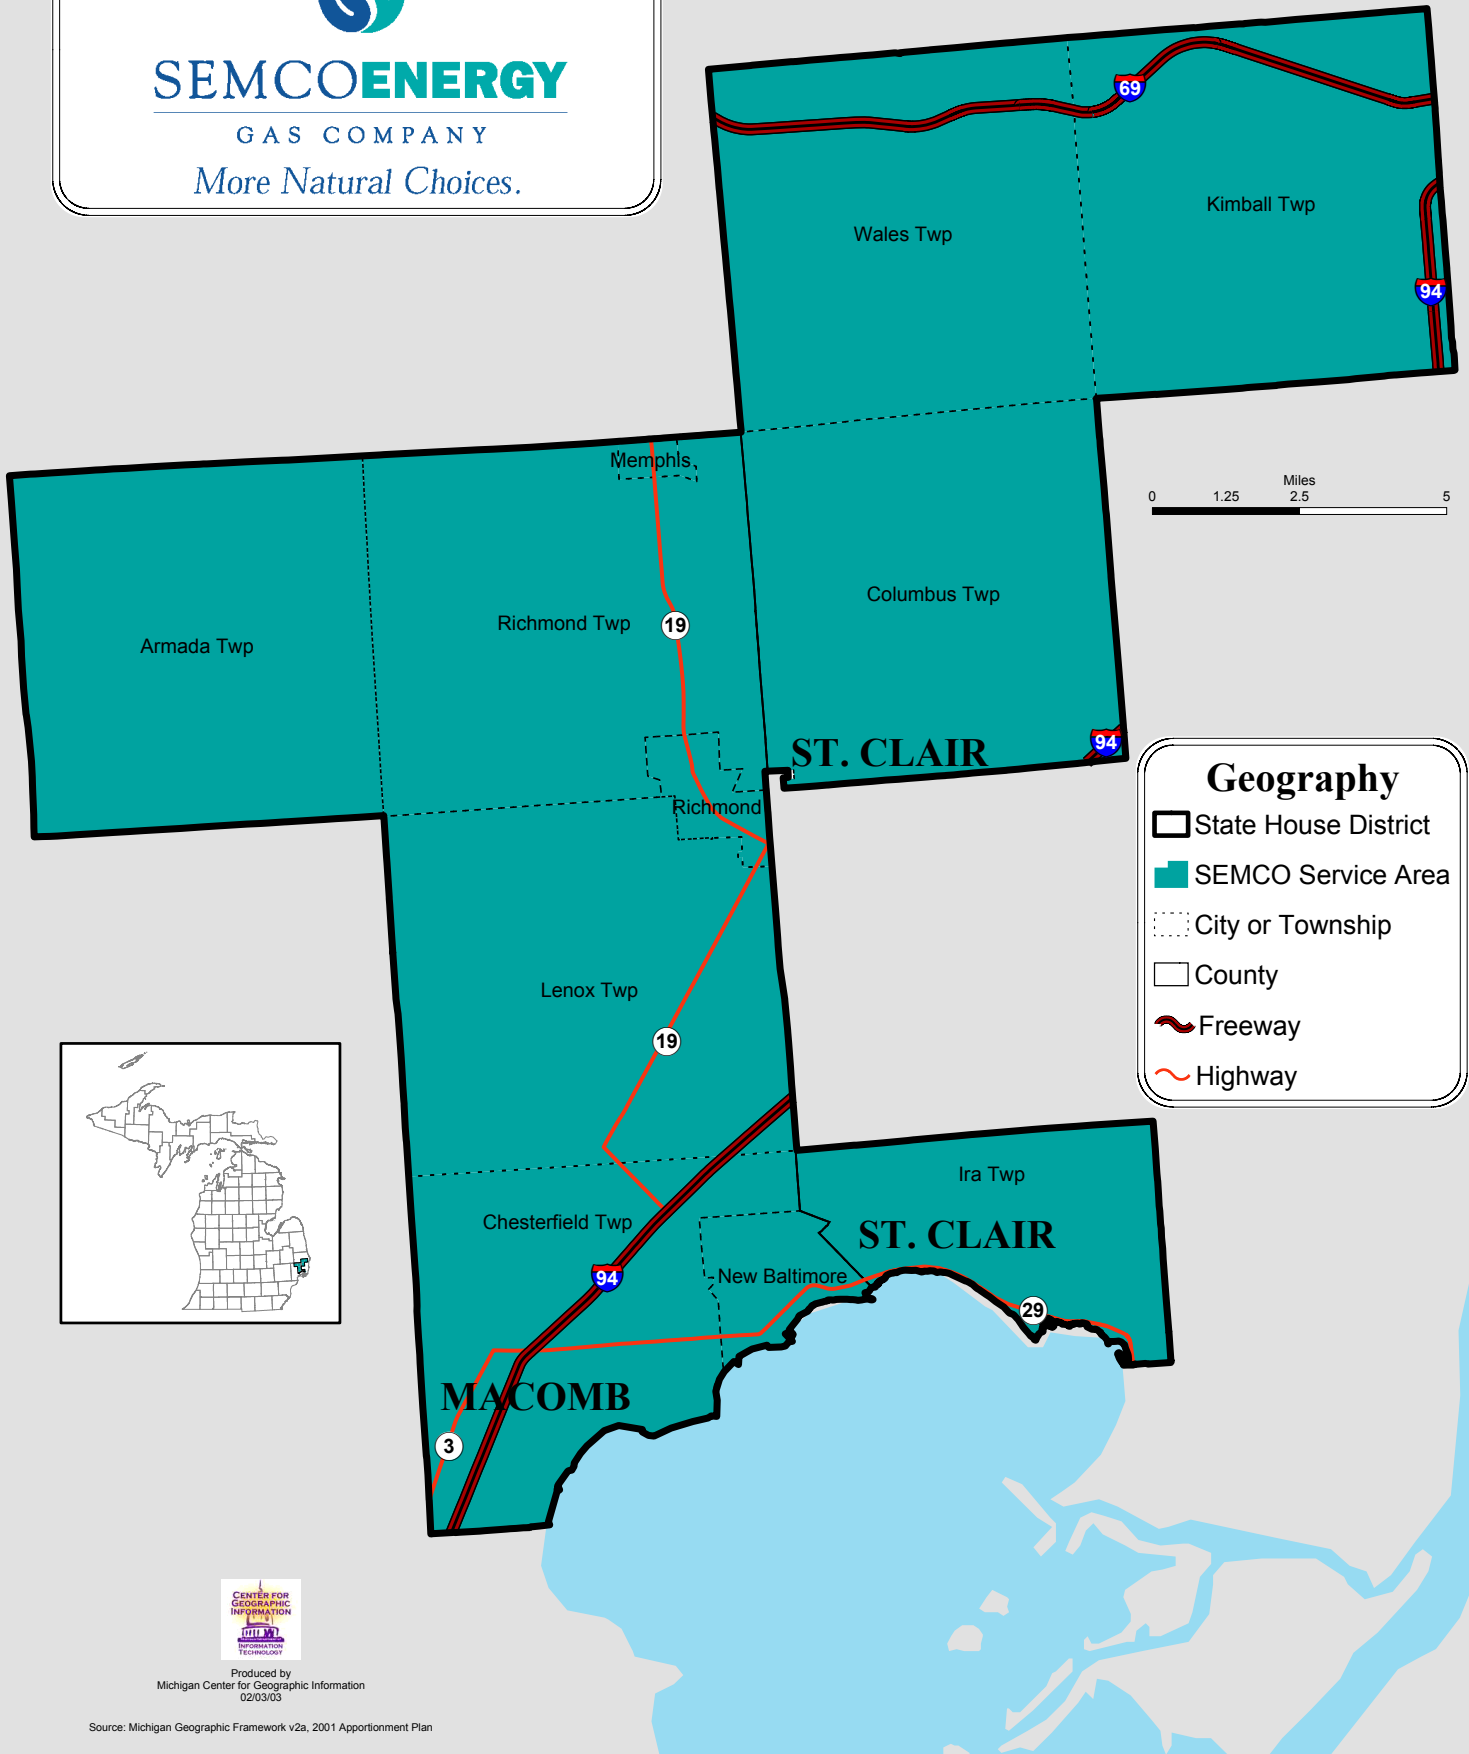 SEMCOENERGY
GAS COMPANY
More Natural Choices.
69
Kimball Twp
Wales Twp
94
Memphis
Miles
0 1.25 2.5 5
Columbus Twp
Richmond Twp
19
Armada Twp
94
ST. CLAIR
Richmond
Geography
State House District
SEMCO Service Area
City or Township
County
Freeway
Highway
Lenox Twp
19
Ira Twp
Chesterfield Twp
ST. CLAIR
94
New Baltimore
29
MACOMB
3
CENTER FOR
GEOGRAPHIC
INFORMATION
INFORMATION
TECHNOLOGY
Produced by
Michigan Center for Geographic Information
02/03/03
Source: Michigan Geographic Framework v2a, 2001 Apportionment Plan